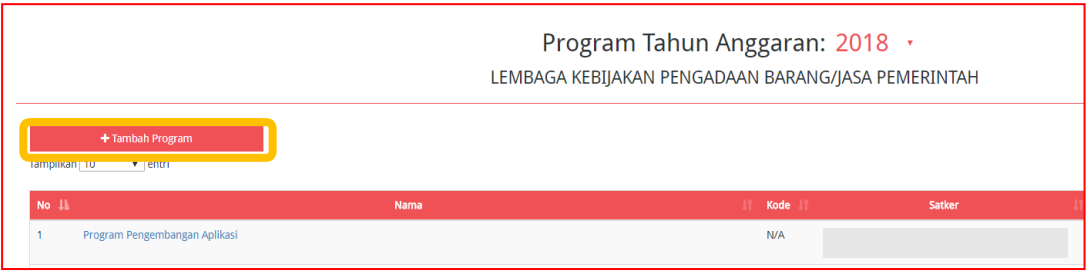 Program Tahun Anggaran: 2018
LEMBAGA KEBIJAKAN PENGADAAN BARANG/JASA PEMERINTAH
+ Tambah Program
Tampilkan 10 entri
No Nama Kode Satker
1 Program Pengembangan Aplikasi N/A